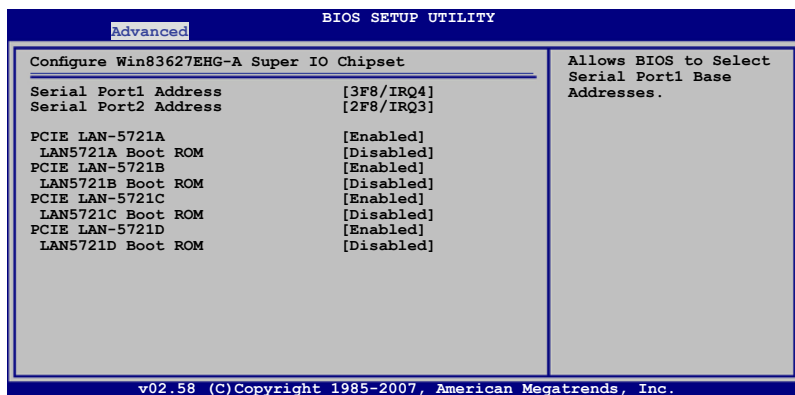 BIOS SETUP UTILITY
Advanced
Configure Win83627EHG-A Super IO Chipset
Serial Port1 Address [3F8/IRQ4]
Serial Port2 Address [2F8/IRQ3]
PCIE LAN-5721A [Enabled]
LAN5721A Boot ROM [Disabled]
PCIE LAN-5721B [Enabled]
LAN5721B Boot ROM [Disabled]
PCIE LAN-5721C [Enabled]
LAN5721C Boot ROM [Disabled]
PCIE LAN-5721D [Enabled]
LAN5721D Boot ROM [Disabled]
Allows BIOS to Select
Serial Port1 Base
Addresses.
v02.58 (C)Copyright 1985-2007, American Megatrends, Inc.